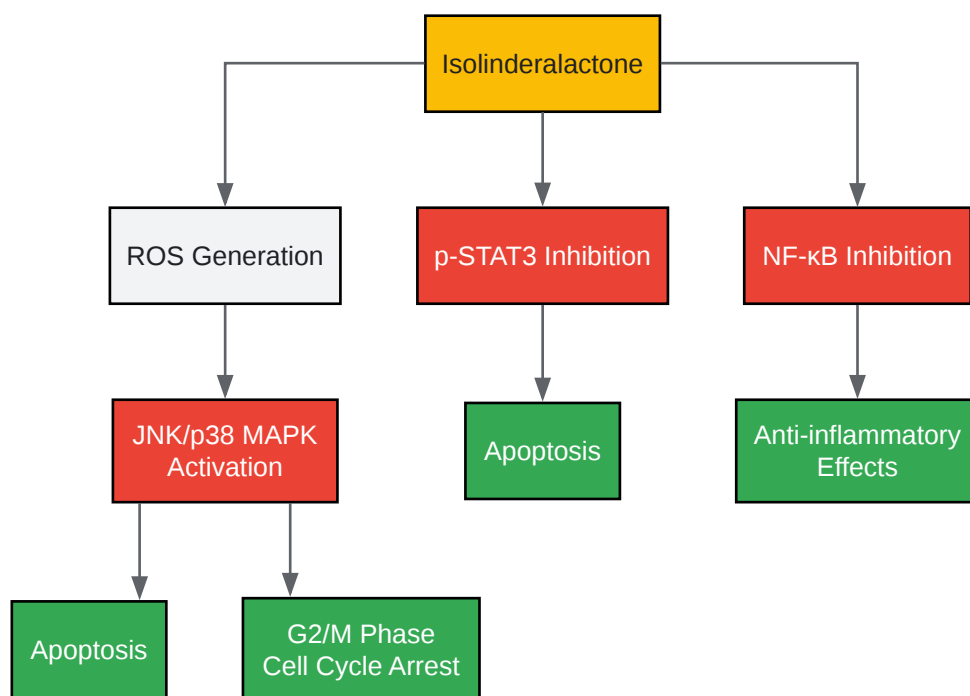 Isolinderalactone
ROS Generation
p-STAT3 Inhibition
NF-κB Inhibition
JNK/p38 MAPK
Activation
Apoptosis
Anti-inflammatory
Effects
Apoptosis
G2/M Phase
Cell Cycle Arrest